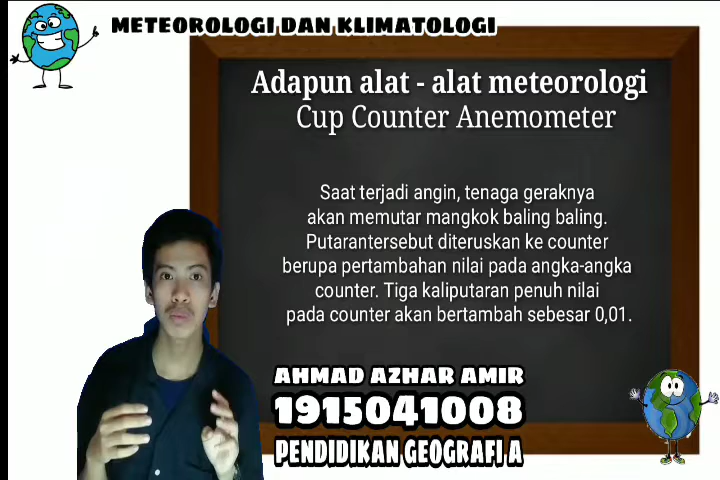 METEOROLOGI DAN KLIMATOLOGI
Adapun alat - alat meteorologi
Cup Counter Anemometer
Saat terjadi angin, tenaga geraknya
akan memutar mangkok baling baling.
Putarantersebut diteruskan ke counter
berupa pertambahan nilai pada angka-angka
counter. Tiga kaliputaran penuh nilai
pada counter akan bertambah sebesar 0,01.
AHMAD AZHAR AMIR
1915041008
PENDIDIKAN GEOGRAFI A